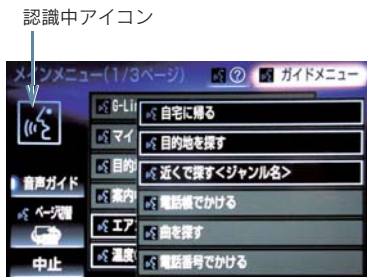 認識中アイコン
メインメニュー(1/3ページ) ? ガイドメニュー
G-Li
自宅に帰る
マイ
目的地を探す
目的
近くで探す<ジャンル名>
音声ガイド
案内
電話帳でかける
ページ切替
エア
曲を探す
中止
温度
電話番号でかける